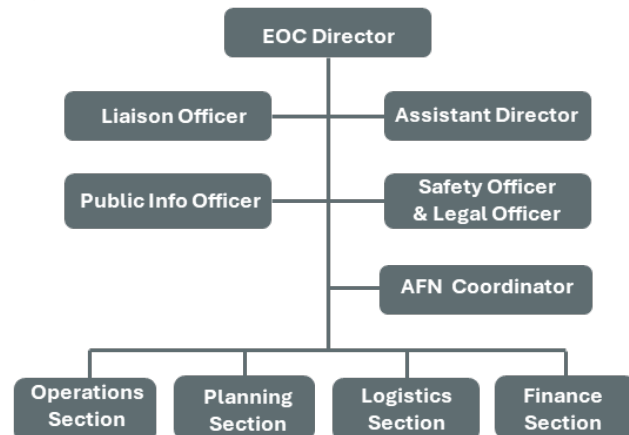 EOC Director
Liaison Officer
Assistant Director
Public Info Officer
Safety Officer
& Legal Officer
AFN Coordinator
Operations
Section
Planning
Section
Logistics
Section
Finance
Section